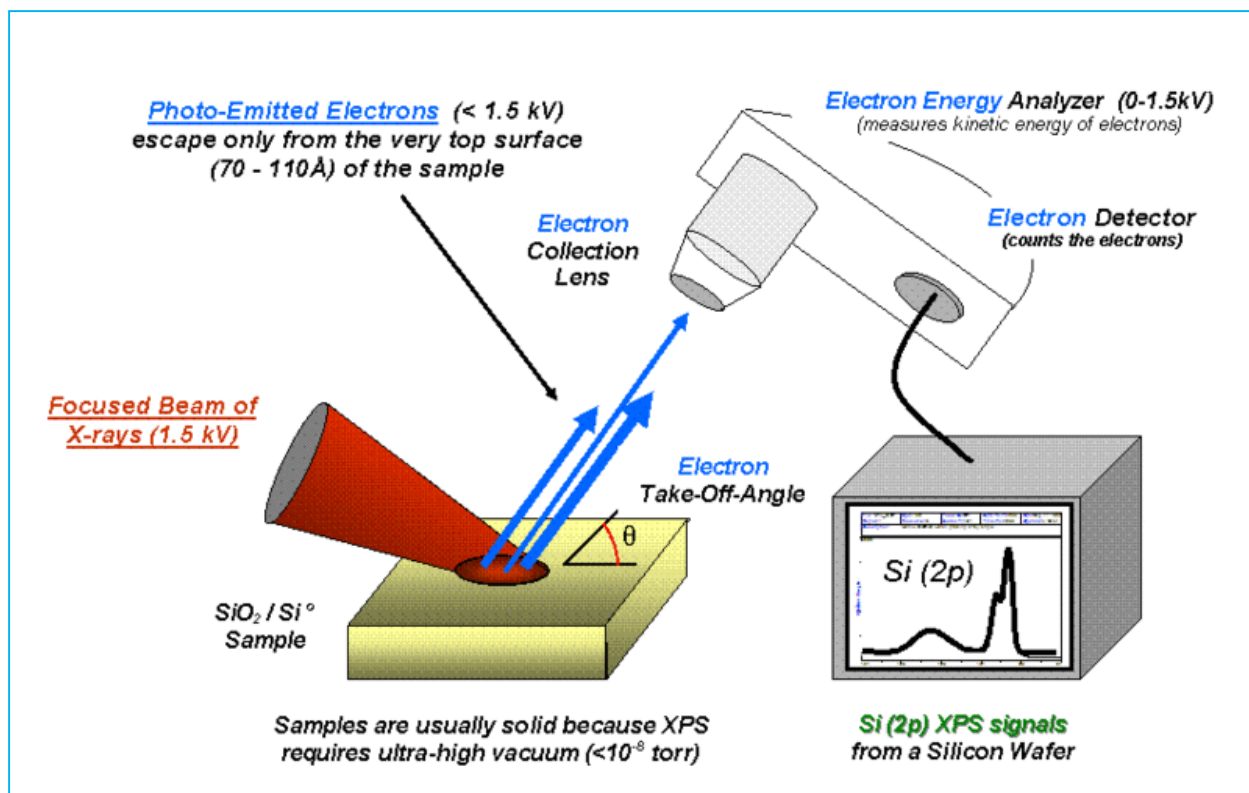 Photo-Emitted Electrons (< 1.5 kV)
escape only from the very top surface
(70 - 110Å) of the sample
Electron Energy Analyzer (0-1.5kV)
(measures kinetic energy of electrons)
Electron Detector
(counts the electrons)
Electron
Collection
Lens
Focused Beam of
X-rays (1.5 kV)
Electron
Take-Off-Angle
θ
SiO₂ / Si°
Sample
Si (2p)
Samples are usually solid because XPS
requires ultra-high vacuum (<10⁻⁸ torr)
Si (2p) XPS signals
from a Silicon Wafer